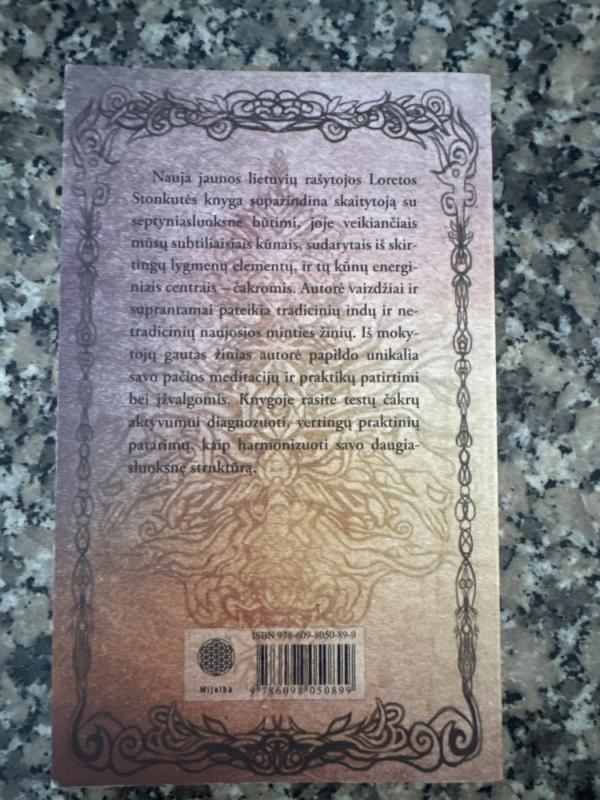 Nauja jaunos lietuvių rašytojos Loretos
Stonkutės knyga supažindina skaitytoją su
septyniasluoksne būtimi, joje veikiančiais
mūsų subtiliaisiais kūnais, sudarytais iš skir-
tingų lygmenų elementų, ir tų kūnų energi-
niais centrais – čakromis. Autorė vaizdžiai ir
suprantamai pateikia tradicinių indų ir ne-
tradicinių naujosios minties žinių. Iš moky-
tojų gautas žinias autorė papildo unikalia
savo pačios meditacijų ir praktikų patirtimi
bei įžvalgomis. Knygoje rasite testų čakrų
aktyvumui diagnozuoti, vertingų praktinių
patarimų, kaip harmonizuoti savo daugia-
sluoksnę struktūrą.
ISBN 978-609-8050-89-9
Mijalba
9 786098 050899